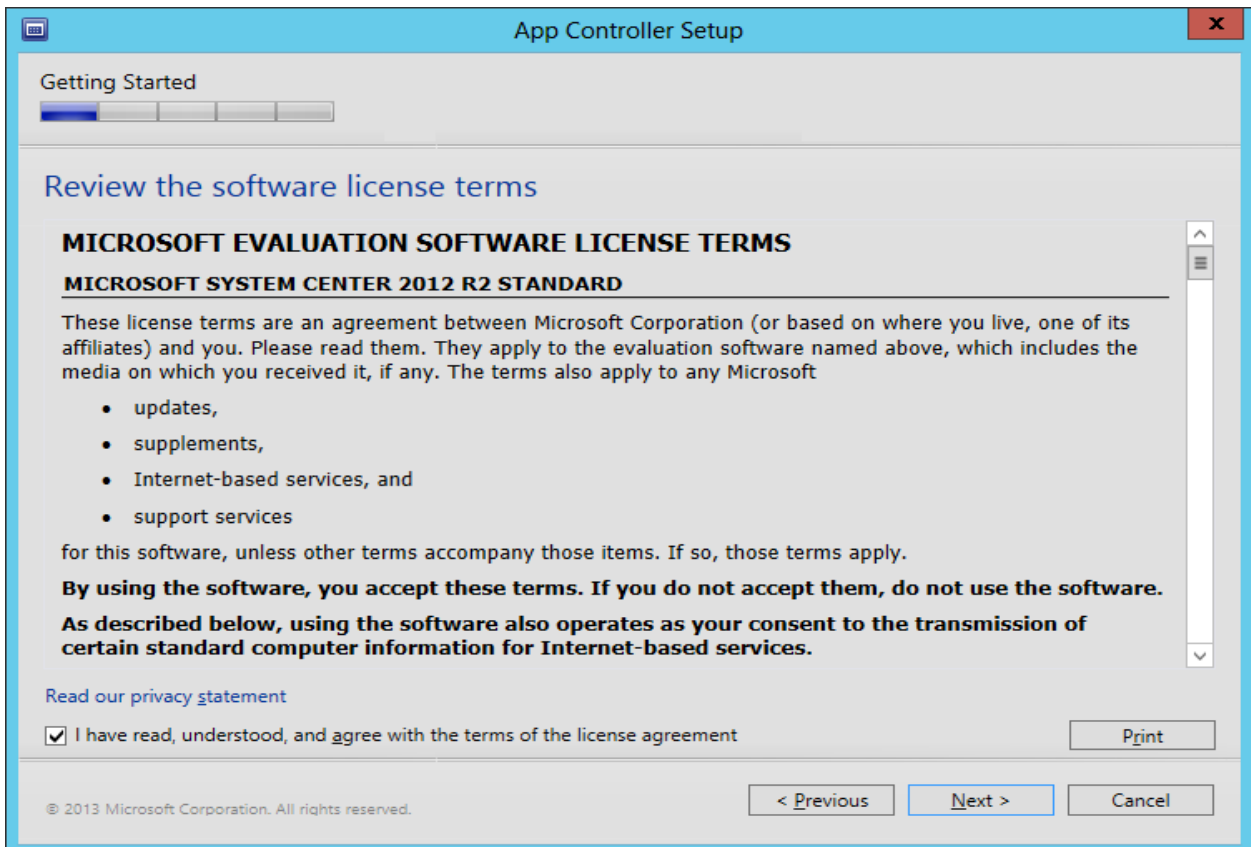 App Controller Setup
x
Getting Started
Review the software license terms
MICROSOFT EVALUATION SOFTWARE LICENSE TERMS
MICROSOFT SYSTEM CENTER 2012 R2 STANDARD
These license terms are an agreement between Microsoft Corporation (or based on where you live, one of its
affiliates) and you. Please read them. They apply to the evaluation software named above, which includes the
media on which you received it, if any. The terms also apply to any Microsoft
• updates,
• supplements,
• Internet-based services, and
• support services
for this software, unless other terms accompany those items. If so, those terms apply.
By using the software, you accept these terms. If you do not accept them, do not use the software.
As described below, using the software also operates as your consent to the transmission of
certain standard computer information for Internet-based services.
Read our privacy statement
I have read, understood, and agree with the terms of the license agreement
Print
© 2013 Microsoft Corporation. All rights reserved.
< Previous
Next >
Cancel